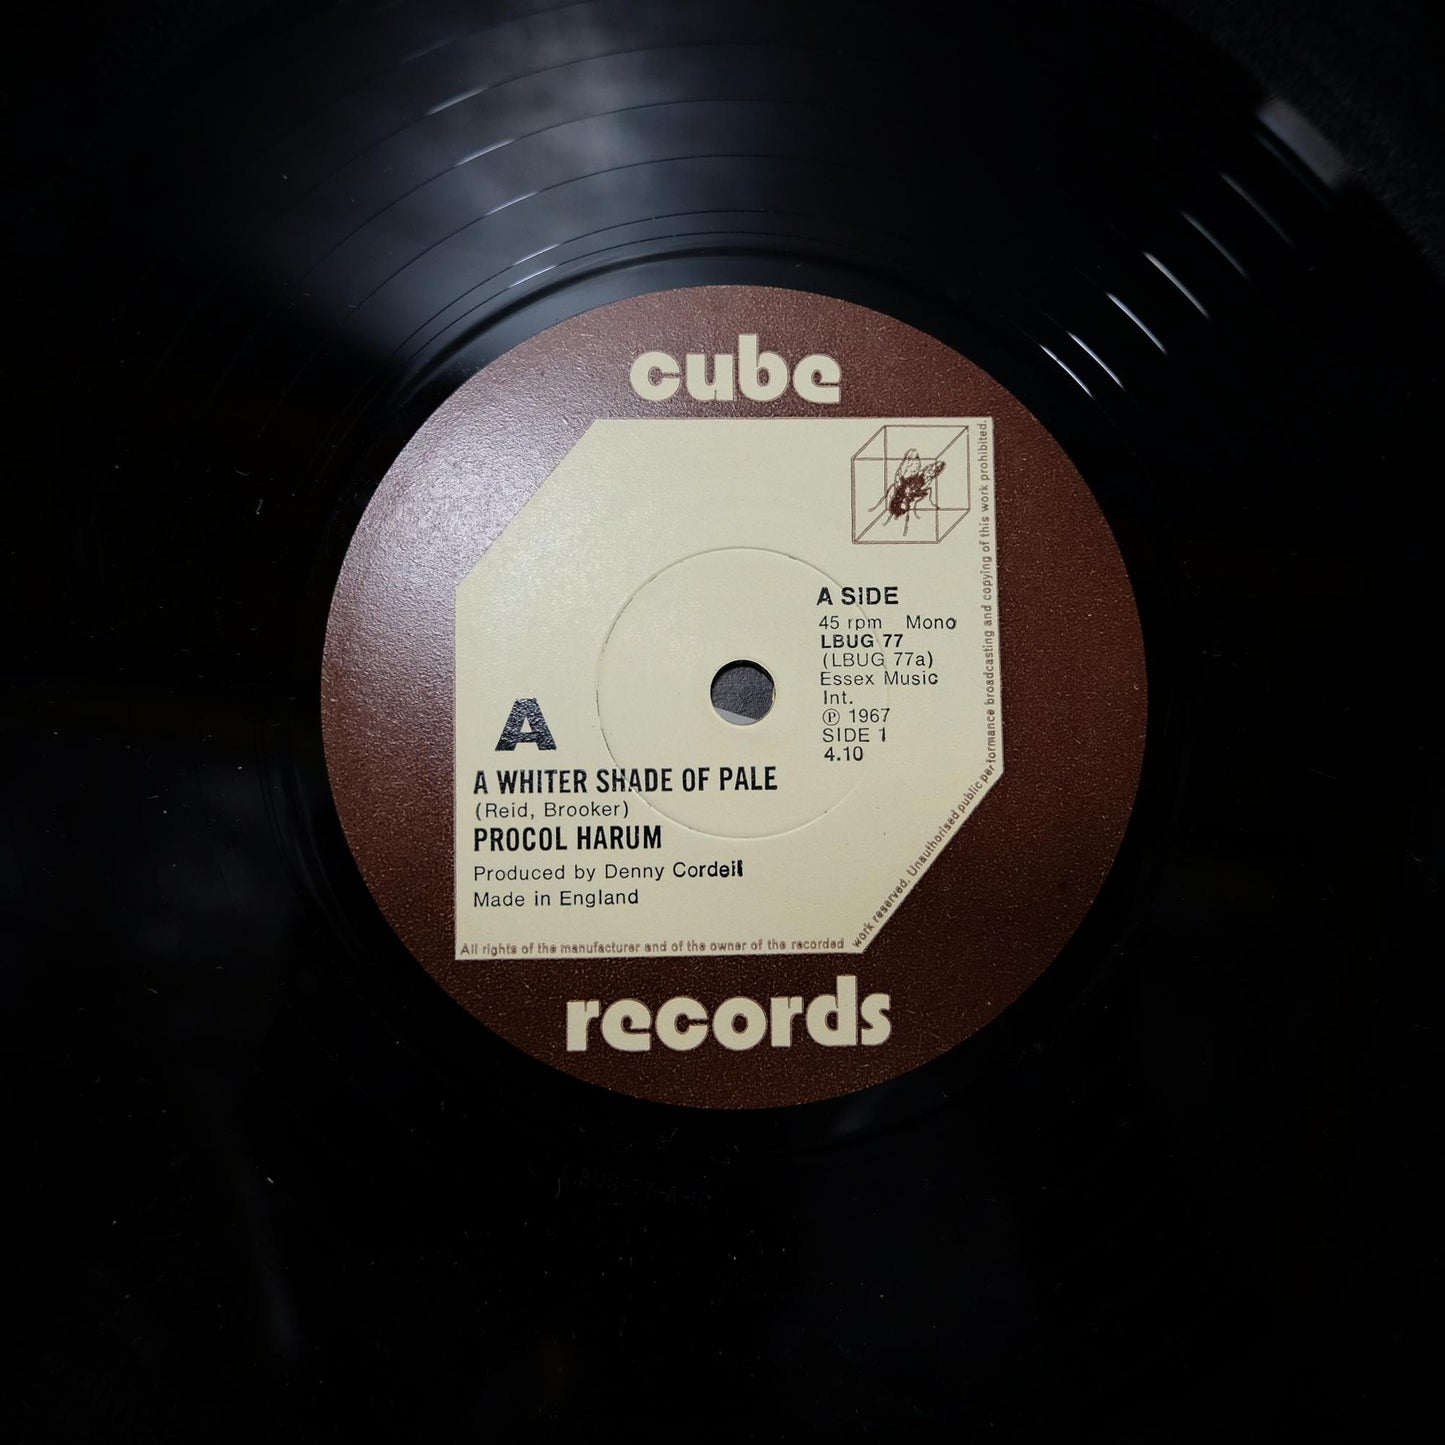 cube
A SIDE
45 rpm Mono
LBUG 77
(LBUG 77a)
Essex Music
Int.
℗ 1967
SIDE 1
4.10
A
A WHITER SHADE OF PALE
(Reid, Brooker)
PROCOL HARUM
Produced by Denny Cordell
Made in England
All rights of the manufacturer and of the owner of the recorded
work reserved. Unauthorised public performance broadcasting and copying of this work prohibited.
records